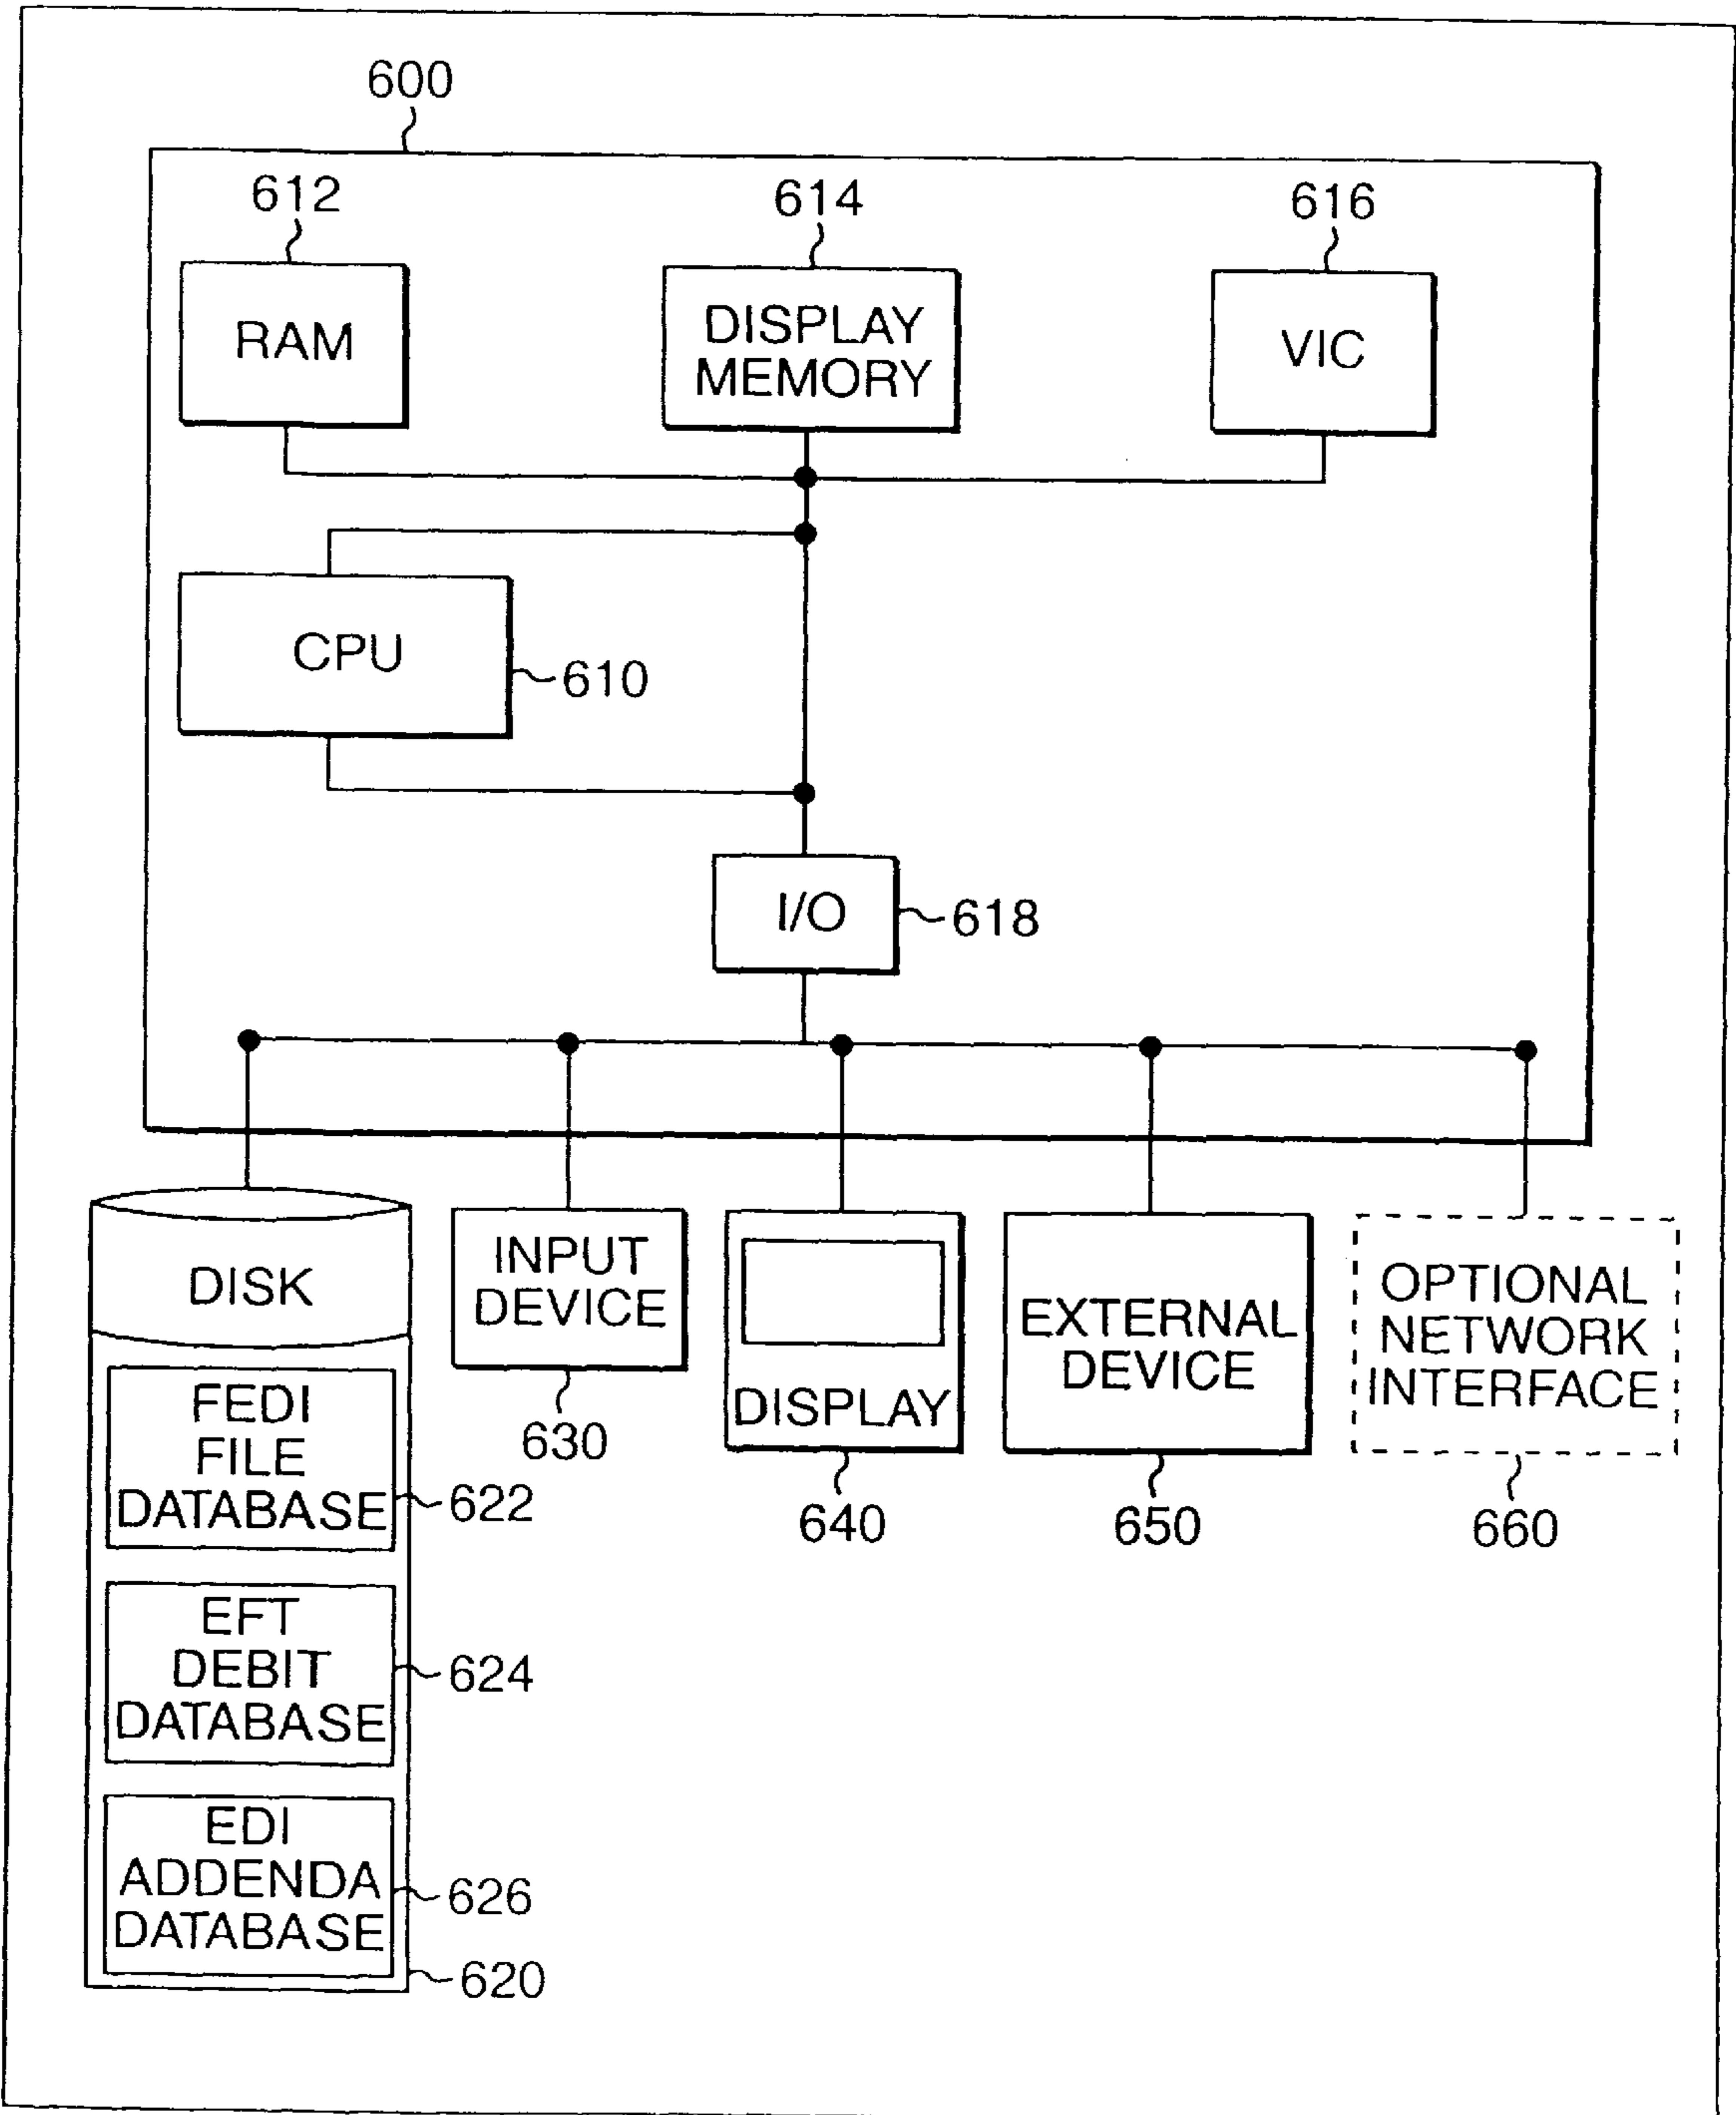 600
612
614
616
RAM
DISPLAY
MEMORY
VIC
CPU
610
I/O
618
DISK
INPUT
DEVICE
630
DISPLAY
640
EXTERNAL
DEVICE
650
OPTIONAL
NETWORK
INTERFACE
660
FEDI
FILE
DATABASE
622
EFT
DEBIT
DATABASE
624
EDI
ADDENDA
DATABASE
626
620